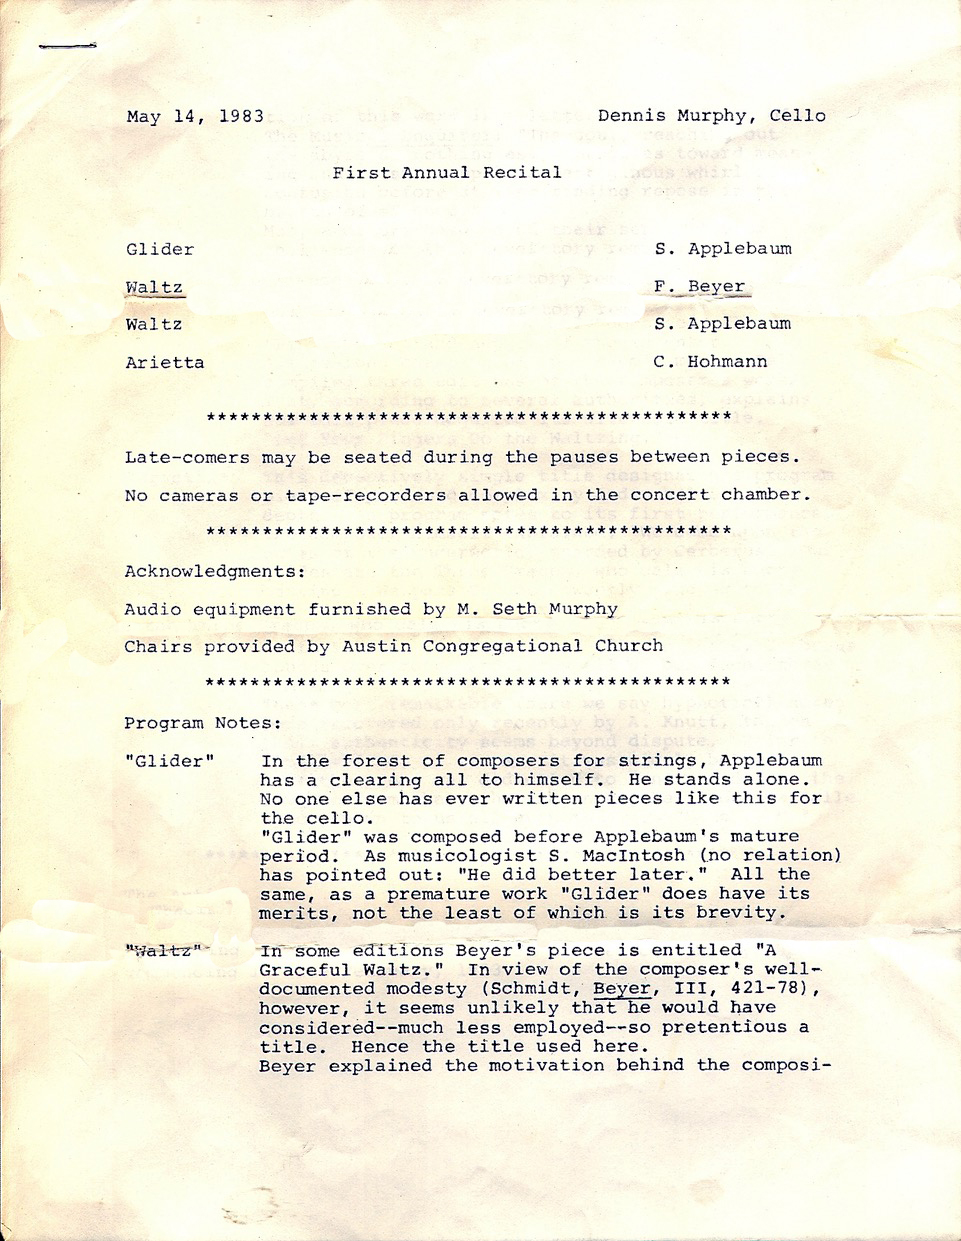 May 14, 1983 Dennis Murphy, Cello
First Annual Recital
Glider S. Applebaum
Waltz F. Beyer
Waltz S. Applebaum
Arietta C. Hohmann
**********************************************
Late-comers may be seated during the pauses between pieces.
No cameras or tape-recorders allowed in the concert chamber.
**********************************************
Acknowledgments:
Audio equipment furnished by M. Seth Murphy
Chairs provided by Austin Congregational Church
**********************************************
Program Notes:
"Glider" In the forest of composers for strings, Applebaum
has a clearing all to himself. He stands alone.
No one else has ever written pieces like this for
the cello.
"Glider" was composed before Applebaum's mature
period. As musicologist S. MacIntosh (no relation)
has pointed out: "He did better later." All the
same, as a premature work "Glider" does have its
merits, not the least of which is its brevity.
"Waltz" In some editions Beyer's piece is entitled "A
Graceful Waltz." In view of the composer's well-
documented modesty (Schmidt, Beyer, III, 421-78),
however, it seems unlikely that he would have
considered--much less employed--so pretentious a
title. Hence the title used here.
Beyer explained the motivation behind the composi-